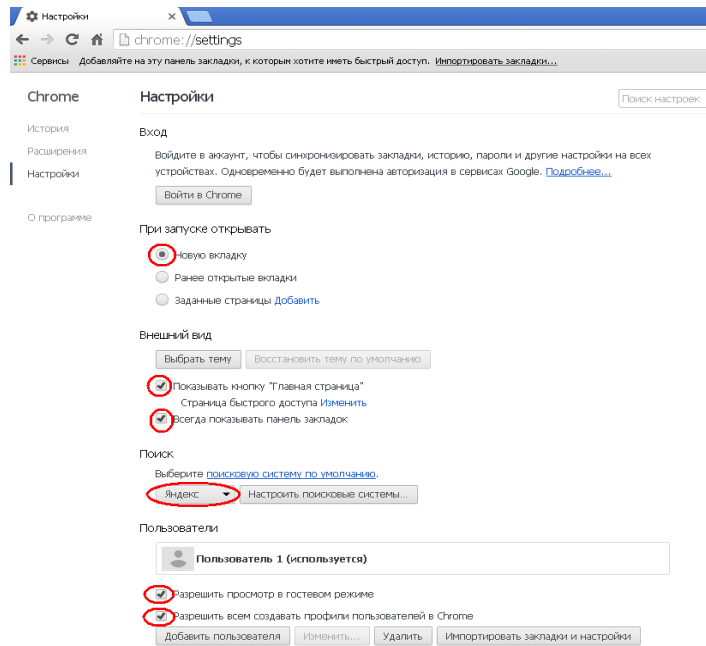 Настройки
chrome://settings
Сервисы Добавляйте на эту панель закладки, к которым хотите иметь быстрый доступ. Импортировать закладки...
Chrome
Настройки
Поиск настроек
История
Расширения
Настройки
О программе
Вход
Войдите в аккаунт, чтобы синхронизировать закладки, историю, пароли и другие настройки на всех
устройствах. Одновременно будет выполнена авторизация в сервисах Google. Подробнее...
Войти в Chrome
При запуске открывать
Новую вкладку
Ранее открытые вкладки
Заданные страницы Добавить
Внешний вид
Выбрать тему
Восстановить тему по умолчанию
Показывать кнопку "Главная страница"
Страница быстрого доступа Изменить
Всегда показывать панель закладок
Поиск
Выберите поисковую систему по умолчанию.
Яндекс
Настроить поисковые системы...
Пользователи
Пользователь 1 (используется)
Разрешить просмотр в гостевом режиме
Разрешить всем создавать профили пользователей в Chrome
Добавить пользователя
Изменить...
Удалить
Импортировать закладки и настройки